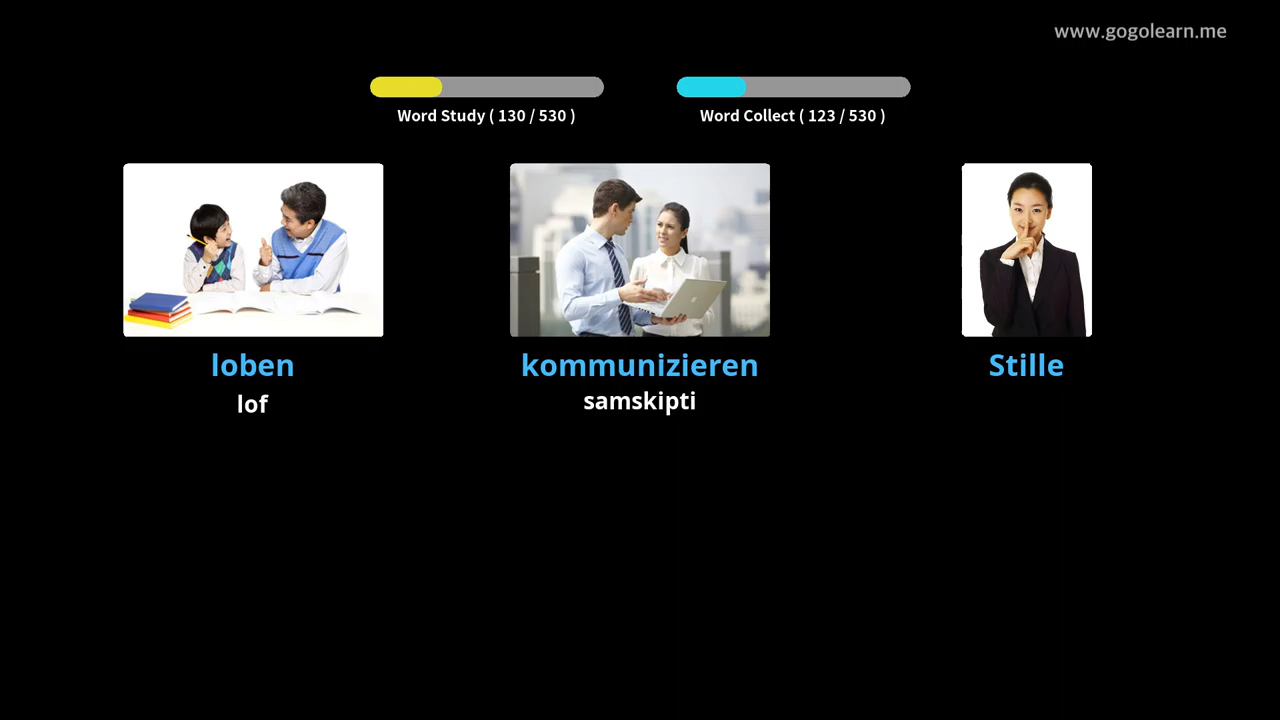 www.gogolearn.me
Word Study ( 130 / 530 )
Word Collect ( 123 / 530 )
loben
kommunizieren
Stille
lof
samskipti